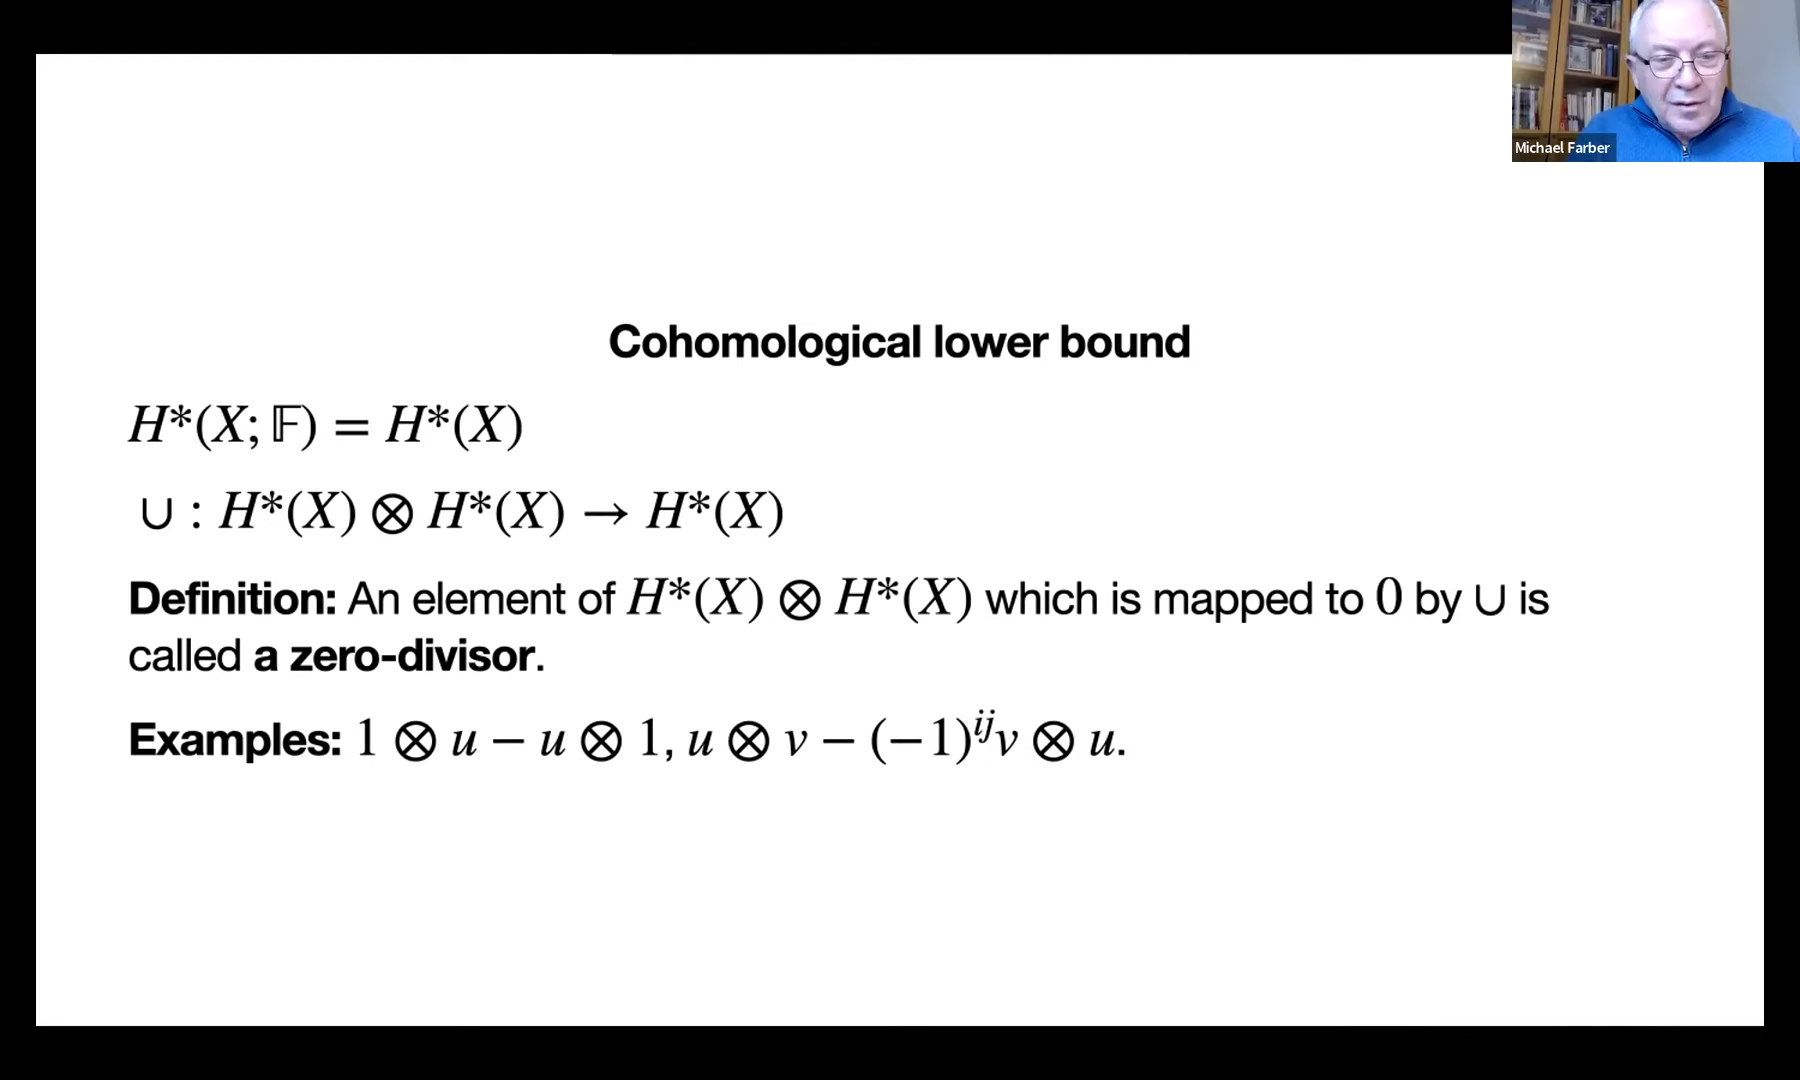 Michael Farber
Cohomological lower bound
H*(X; 𝔽) = H*(X)
∪ : H*(X) ⊗ H*(X) → H*(X)
Definition: An element of H*(X) ⊗ H*(X) which is mapped to 0 by ∪ is
called a zero-divisor.
Examples: 1 ⊗ u − u ⊗ 1, u ⊗ v − (−1)^{ij}v ⊗ u.